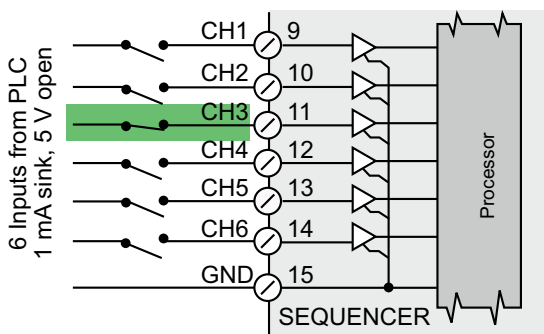 6 Inputs from PLC
1 mA sink, 5 V open
CH1 9
CH2 10
CH3 11
CH4 12
CH5 13
CH6 14
GND 15
SEQUENCER
Processor